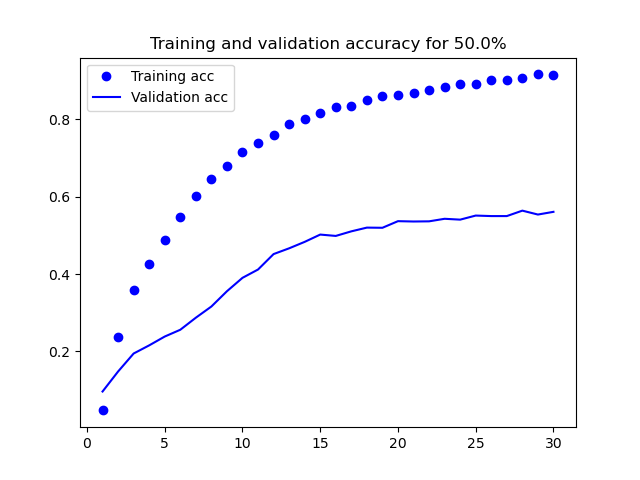 Training and validation accuracy for 50.0%
Training acc
Validation acc
0.8
0.6
0.4
0.2
0 5 10 15 20 25 30